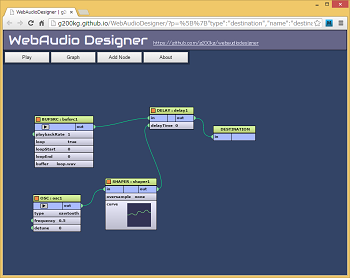 WebAudioDesigner | g200kg
g200kg.github.io/WebAudioDesigner/?p=%5B%7B"type":"destination","name":"destin
WebAudio Designer https://github.com/g200kg/webaudiodesigner
Play Graph Add Node About
BUFSRC : bufsrc1
in out
playbackRate 1
loop true
loopStart 0
loopEnd 0
buffer loop.wav
DELAY : delay1
in out
delayTime 0
DESTINATION
in
OSC : osc1
out
type sawtooth
frequency 0.5
detune 0
SHAPER : shaper1
in out
oversample none
curve